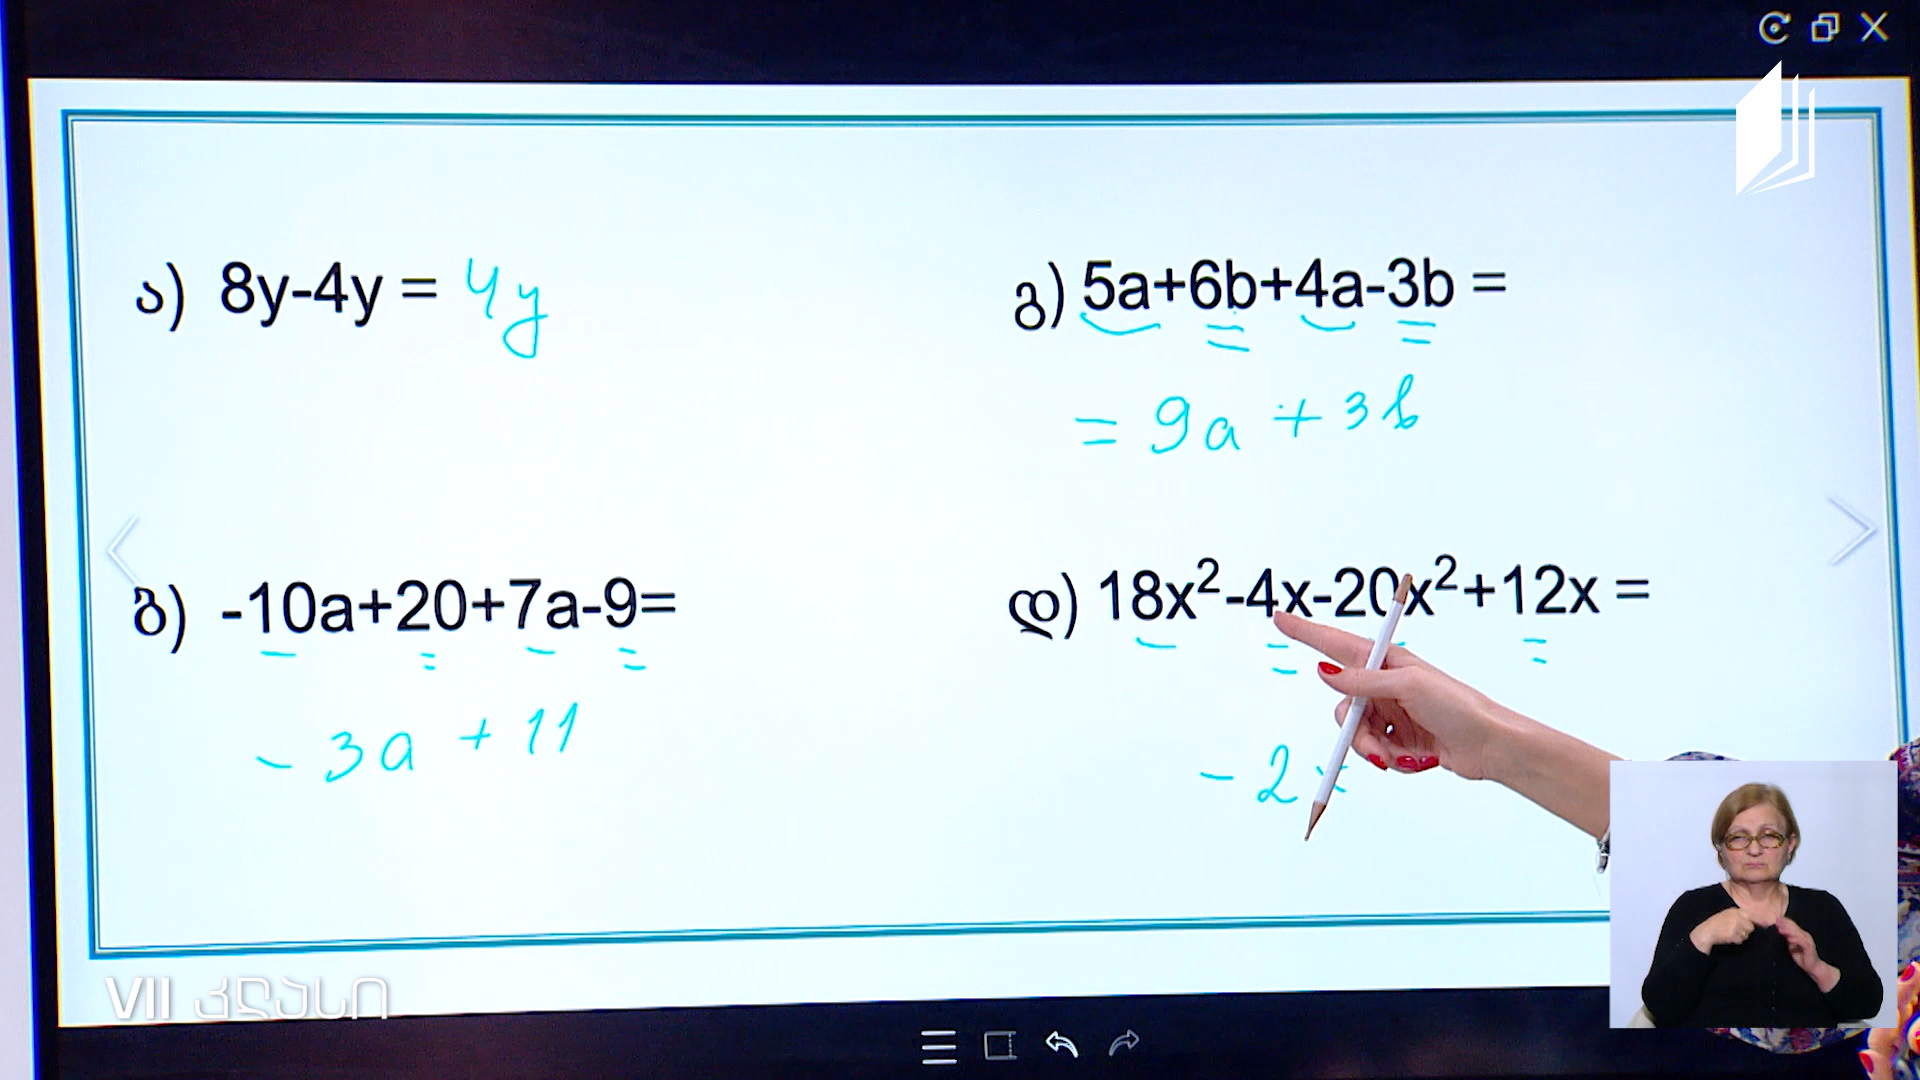 ა) 8y-4y = 4y
გ) 5a+6b+4a-3b =
= 9a + 3b
ბ) -10a+20+7a-9=
- 3a + 11
დ) 18x²-4x-20x²+12x =
- 2
VII კლასი